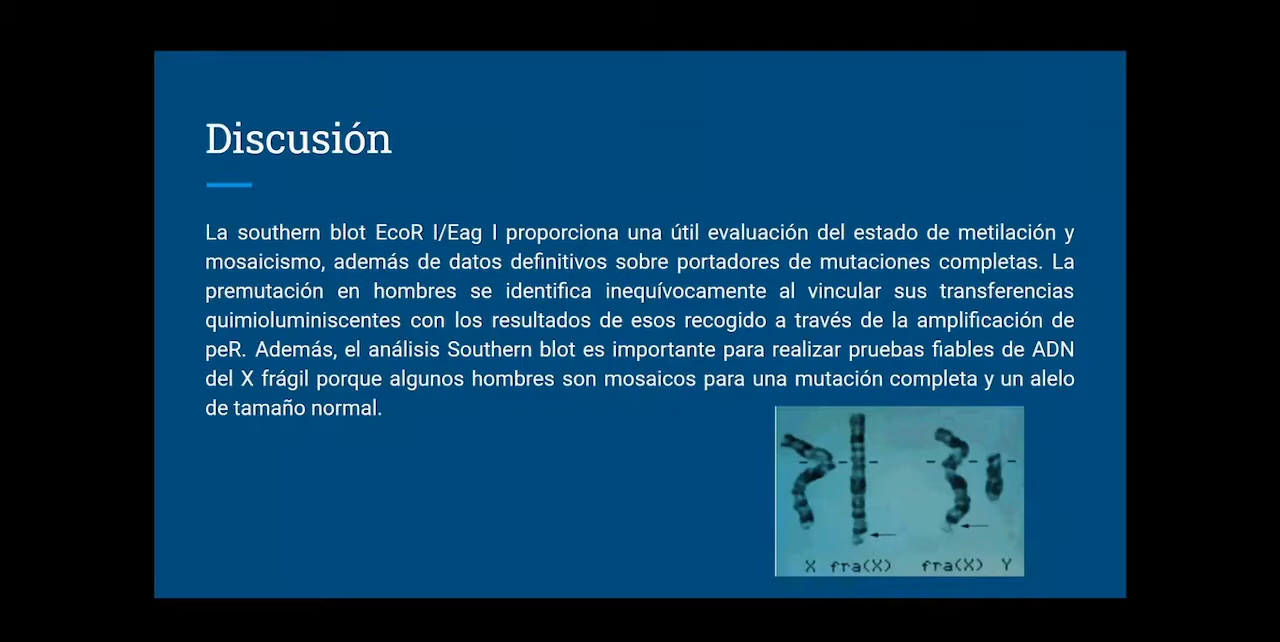 Discusión
La southern blot EcoR I/Eag I proporciona una útil evaluación del estado de metilación y
mosaicismo, además de datos definitivos sobre portadores de mutaciones completas. La
premutación en hombres se identifica inequívocamente al vincular sus transferencias
quimioluminiscentes con los resultados de esos recogido a través de la amplificación de
peR. Además, el análisis Southern blot es importante para realizar pruebas fiables de ADN
del X frágil porque algunos hombres son mosaicos para una mutación completa y un alelo
de tamaño normal.
X fra(X) fra(X) Y